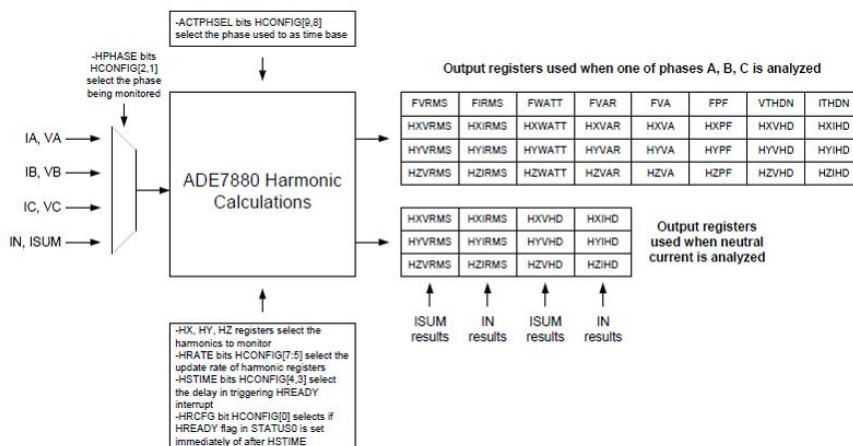 -ACTPHSEL bits HCONFIG[9,8]
select the phase used to as time base
-HPHASE bits
HCONFIG[2,1]
select the phase
being monitored
Output registers used when one of phases A, B, C is analyzed
IA, VA
IB, VB
IC, VC
IN, ISUM
ADE7880 Harmonic
Calculations
FVRMS FIRMS FWATT FVAR FVA FPF VTHDN ITHDN
HXVRMS HXIRMS HXWATT HXVAR HXVA HXPF HXVHD HXIHD
HYVRMS HYIRMS HYWATT HYVAR HYVA HYPF HYVHD HYIHD
HZVRMS HZIRMS HZWATT HZVAR HZVA HZPF HZVHD HZIHD
HXVRMS HXIRMS HXVHD HXIHD
HYVRMS HYIRMS HYVHD HYIHD
HZVRMS HZIRMS HZVHD HZIHD
Output registers
used when neutral
current is analyzed
ISUM results
IN results
ISUM results
IN results
-HX, HY, HZ registers select the
harmonics to monitor
-HRATE bits HCONFIG[7:5] select the
update rate of harmonic registers
-HSTIME bits HCONFIG[4,3] select
the delay in triggering HREADY
interrupt
-HRCFG bit HCONFIG[0] selects if
HREADY flag in STATUS0 is set
immediately of after HSTIME